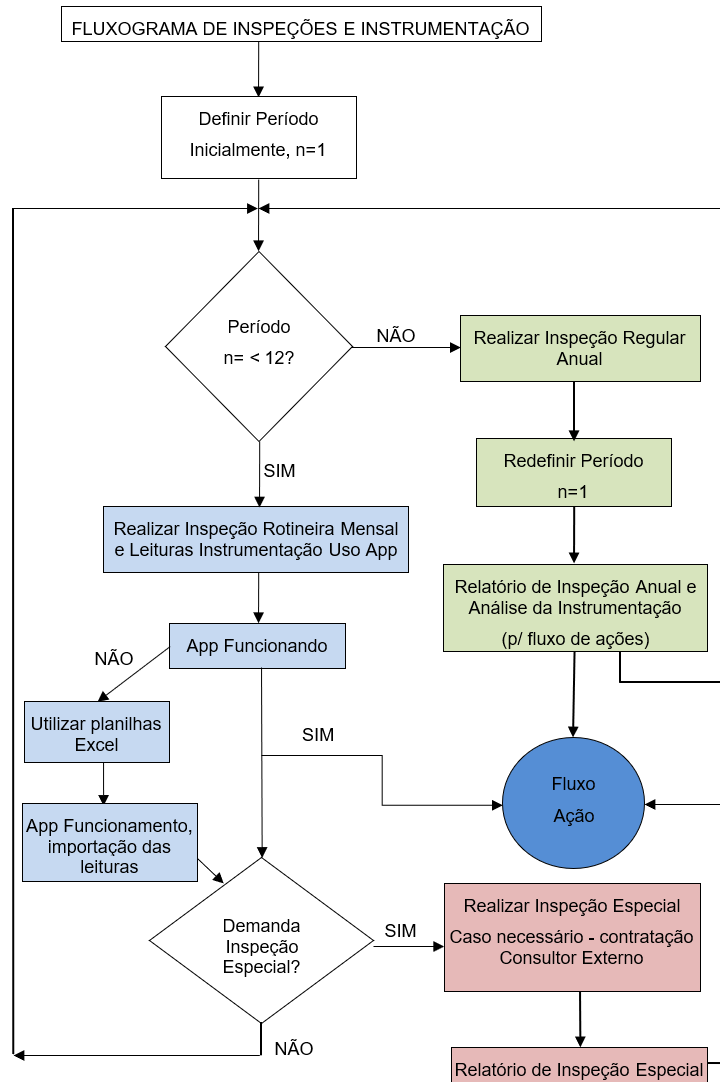 FLUXOGRAMA DE INSPEÇÕES E INSTRUMENTAÇÃO
Definir Período
Inicialmente, n=1
Período
n= < 12?
NÃO
Realizar Inspeção Regular
Anual
Redefinir Período
n=1
SIM
Realizar Inspeção Rotineira Mensal
e Leituras Instrumentação Uso App
Relatório de Inspeção Anual e
Análise da Instrumentação
(p/ fluxo de ações)
App Funcionando
NÃO
Utilizar planilhas
Excel
SIM
Fluxo
Ação
App Funcionamento,
importação das
leituras
Demanda
Inspeção
Especial?
SIM
Realizar Inspeção Especial
Caso necessário - contratação
Consultor Externo
NÃO
Relatório de Inspeção Especial